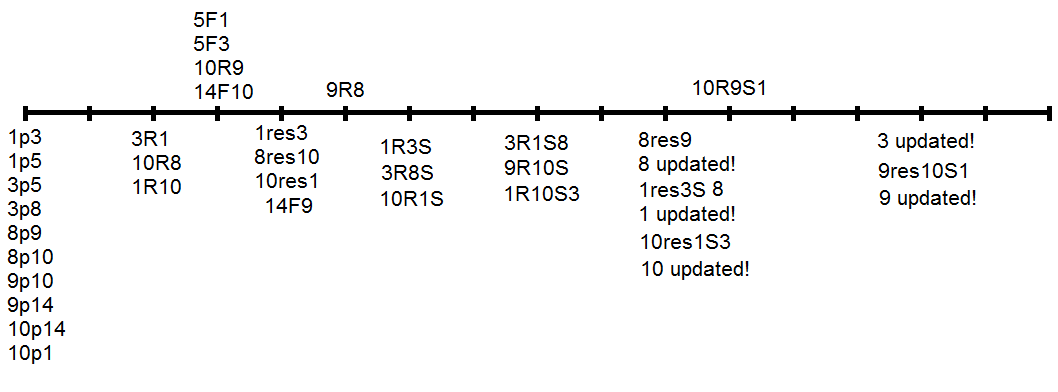 5F1
5F3
10R9
14F10
9R8
10R9S1
1p3
1p5
3p5
3p8
8p9
8p10
9p10
9p14
10p14
10p1
3R1
10R8
1R10
1res3
8res10
10res1
14F9
1R3S
3R8S
10R1S
3R1S8
9R10S
1R10S3
8res9
8 updated!
1res3S 8
1 updated!
10res1S3
10 updated!
3 updated!
9res10S1
9 updated!